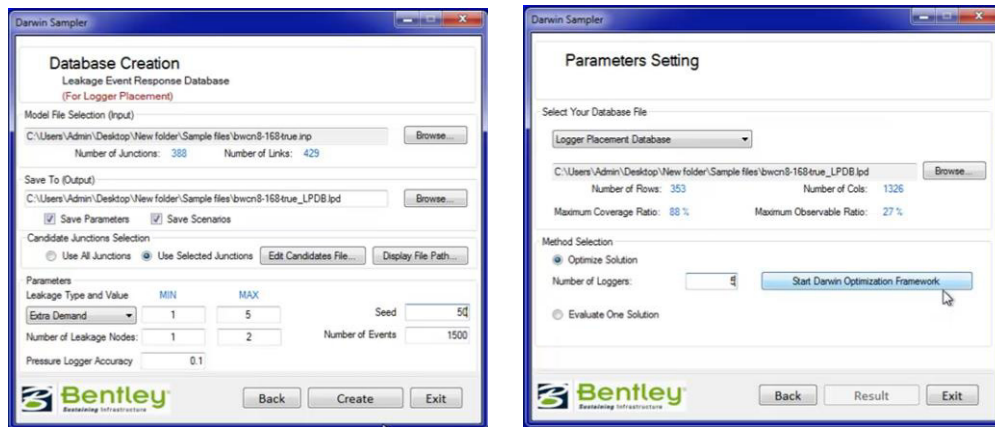 Darwin Sampler
Database Creation
Leakage Event Response Database
(For Logger Placement)
Model File Selection (Input)
C:\Users\Admin\Desktop\New folder\Sample files\bwcn8-168-true.inp Browse...
Number of Junctions: 388 Number of Links: 429
Save To (Output)
C:\Users\Admin\Desktop\New folder\Sample files\bwcn8-168-true_LPDB.lpd Browse...
Save Parameters Save Scenarios
Candidate Junctions Selection
Use All Junctions Use Selected Junctions Edit Candidates File... Display File Path...
Parameters
Leakage Type and Value MIN MAX
Extra Demand 1 5 Seed 50
Number of Leakage Nodes: 1 2 Number of Events 1500
Pressure Logger Accuracy 0.1
Bentley Back Create Exit
Sustaining Infrastructure
Darwin Sampler
Parameters Setting
Select Your Database File
Logger Placement Database
C:\Users\Admin\Desktop\New folder\Sample files\bwcn8-168-true_LPDB.lpd Browse...
Number of Rows: 353 Number of Cols: 1326
Maximum Coverage Ratio: 88 % Maximum Observable Ratio: 27 %
Method Selection
Optimize Solution
Number of Loggers: 5 Start Darwin Optimization Framework
Evaluate One Solution
Bentley Back Result Exit
Sustaining Infrastructure